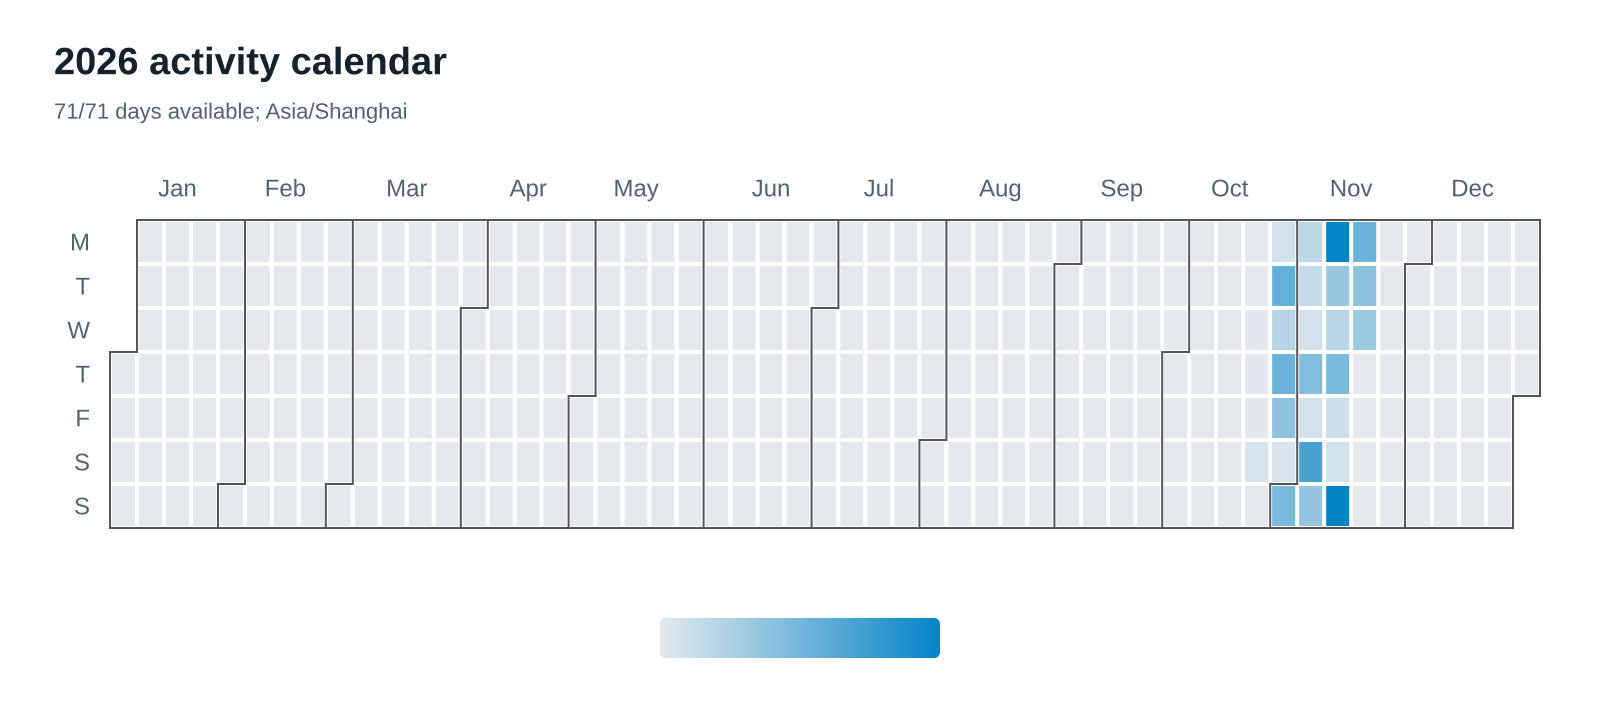 2026 activity calendar
71/71 days available; Asia/Shanghai
Jan Feb Mar Apr May Jun Jul Aug Sep Oct Nov Dec
M
T
W
T
F
S
S